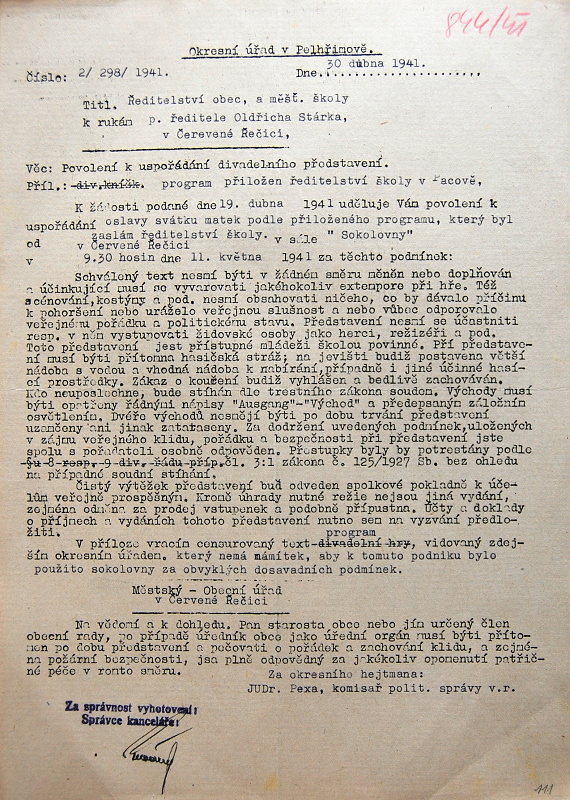 844/VI
Okresní úřad v Pelhřimově.
Číslo: 2/ 298/ 1941. Dne 30 dubna 1941.
Titl. Ředitelství obec, a měšť. školy
k rukám p. ředitele Oldřicha Stárka,
v Čerevené Řečici,
Věc: Povolení k uspořádání divadelního představení.
Příl.: div.knížk. program přiložen ředitelství školy v Pacově,
K žádosti podané dne 19. dubna 1941 uděluje Vám povolení k
uspořádání oslavy svátku matek podle přiloženého programu, který byl
zaslám ředitelství školy.
od v Červené Řečici v sále " Sokolovny"
v 9.30 hosin dne 11. května 1941 za těchto podmínek:
Schválený text nesmí býti v žádném směru měněn nebo doplňován
a účinkující musí se vyvarovati jakéhokoliv extempore při hře. Též
scénování,kostýmy a pod. nesmí obsahovati ničeho, co by dávalo příčinu
k pohoršení nebo uráželo veřejnou slušnost a nebo vůbec odporovalo
veřejnému pořádku a politickému stavu. Představení nesmí se účastniti
resp. v něm vystupovati židovské osoby jako herci, režizéři a pod.
Toto představení jest přístupné mládeži školou povinné. Při představe-
ní musí býti přítomna hasičská stráž; na jevišti budiž postavena větší
nádoba s vodou a vhodná nádoba k nabírání,případně i jiné účinné hasí-
cí prostředky. Zákaz o kouření budiž vyhlášen a bedlivě zachováván.
Kdo neuposlechne, bude stíhán dle trestního zákona soudem. Východy musí
býti opatřeny řádnými nápisy "Ausgang"-"Východ" a předepsaným záložním
osvětlením. Dvéře východů nesmějí býti po dobu trvání představení
uzamčeny ani jinak zatataseny. Za dodržení uvedených podmínek,uložených
v zájmu veřejného klidu, pořádku a bezpečnosti při představení jste
spolu s pořadateli osobně odpověden. Přestupky byly by potrestány podle
§u 8 resp. 9 div. řádu příp.čl. 3:1 zákona č. 125/1927 Sb. bez ohledu
na případné soudní stíhání.
Čistý výtěžek představení buď odveden spolkové pokladně k úče-
lům veřejně prospěšným. Kromě úhrady nutné režie nejsou jiná vydání,
zejména odměna za prodej vstupenek a podobně přípustna. Účty a doklady
o příjmech a vydáních tohoto představení nutno sem na vyzvání předlo-
žiti.
program
V příloze vracím censurovaný text divadelní hry, vidovaný zdej-
ším okresním úřaden. který nemá mámitek, aby k tomuto podniku bylo
použito sokolovny za obvyklých dosavadních podmínek.
Městský - Obecní úřad
v Červené Řečici
Na vědomí a k dohledu. Pan starosta obce nebo jím určený člen
obecní rady, po případě úředník obce jako úřední orgán musí býti příto-
men po dobu představení a pečovati o pořádek a zachování klidu, a zejmé-
na požární bezpečnosti, jsa plně odpovědný za jakékoliv opomenutí patřič-
né péče v tomto směru.
Za okresního hejtmana:
JUDr. Pexa, komisař polit. správy v.r.
Za správnost vyhotovení:
Správce kanceláře:
111